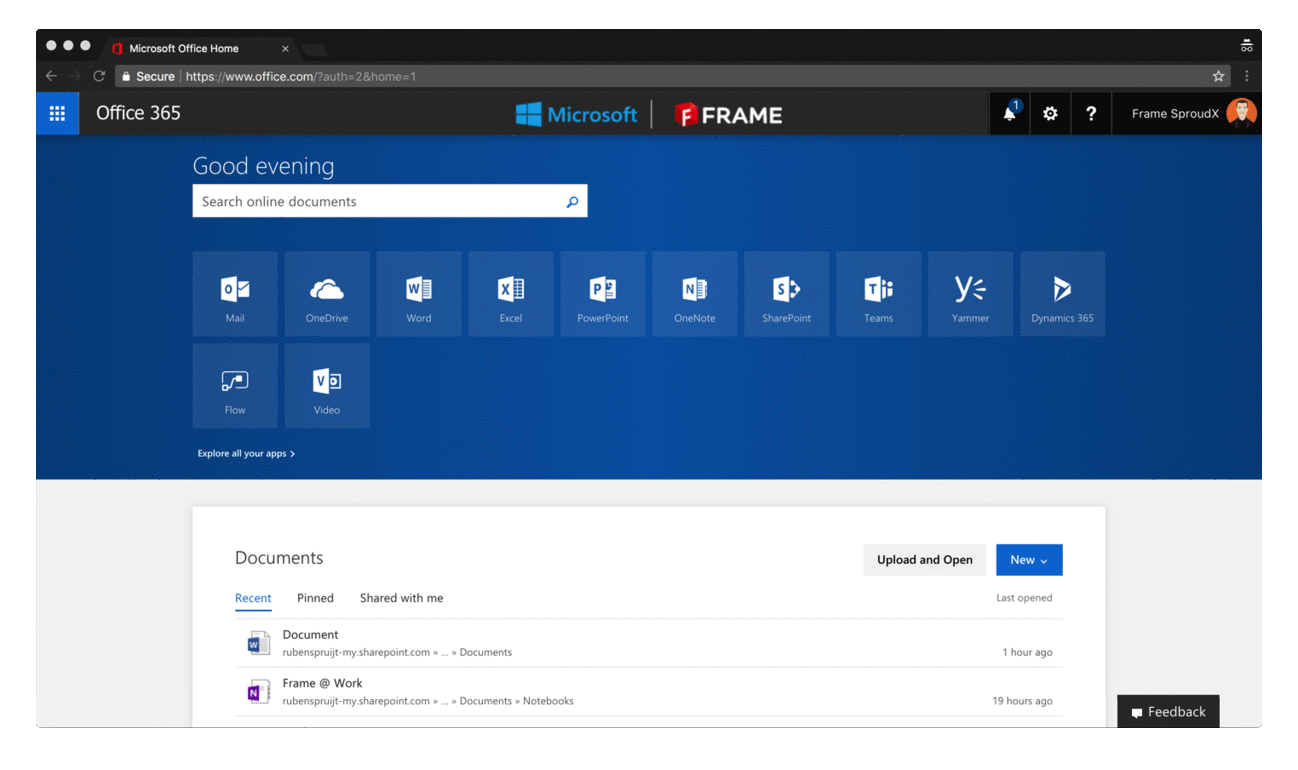 Microsoft Office Home
Secure https://www.office.com/?auth=2&home=1
Office 365
Microsoft FRAME
1
?
Frame SproudX
Good evening
Search online documents
Mail
OneDrive
Word
Excel
PowerPoint
OneNote
SharePoint
Teams
Yammer
Dynamics 365
Flow
Video
Explore all your apps
Documents
Upload and Open
New
Recent
Pinned
Shared with me
Last opened
Document
rubenspruijt-my.sharepoint.com » ... » Documents
1 hour ago
Frame @ Work
rubenspruijt-my.sharepoint.com » ... » Documents » Notebooks
19 hours ago
Feedback